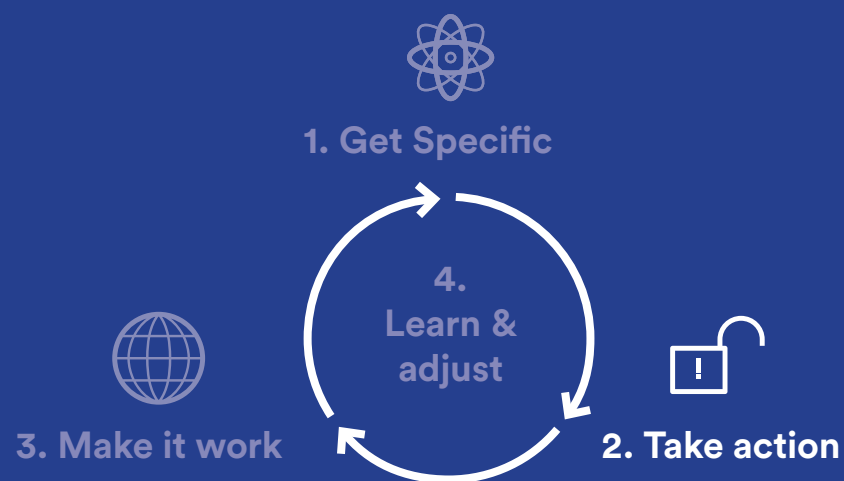 1. Get Specific
4.
Learn &
adjust
!
3. Make it work
2. Take action